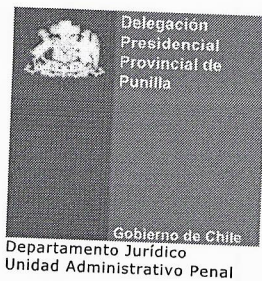 Delegación
Presidencial
Provincial de
Punilla
Gobierno de Chile
Departamento Jurídico
Unidad Administrativo Penal